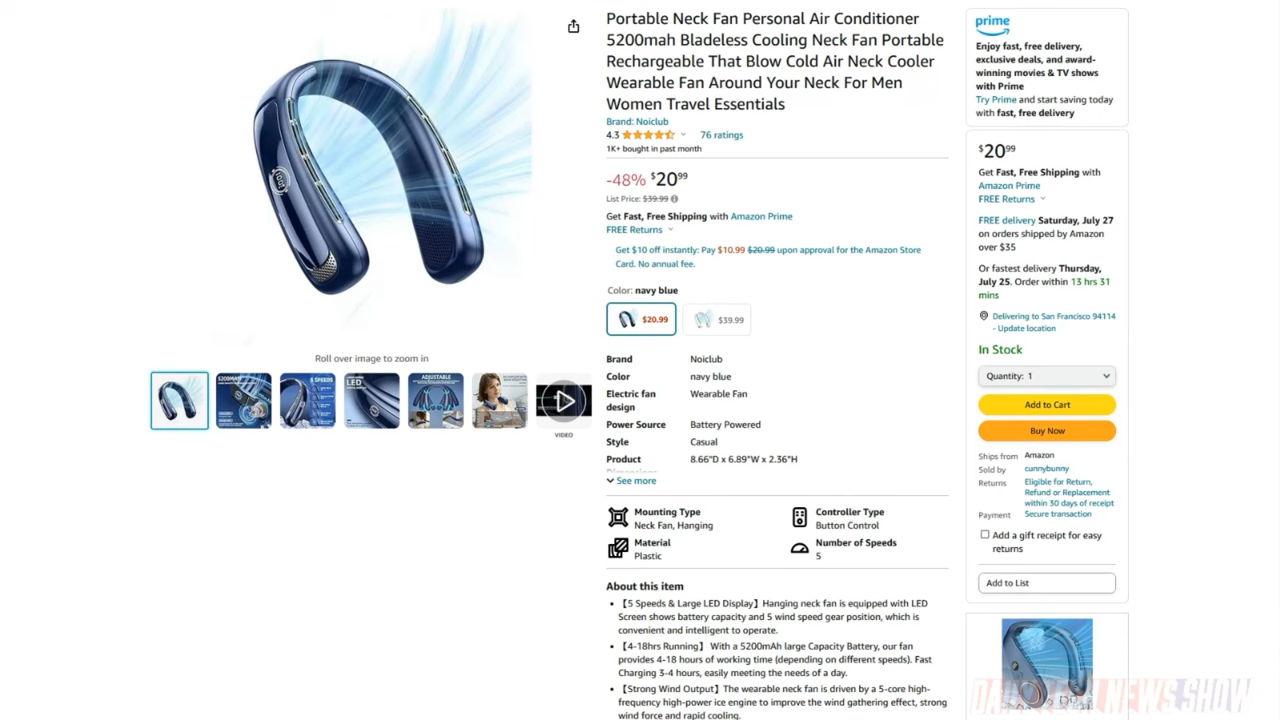 Portable Neck Fan Personal Air Conditioner
5200mah Bladeless Cooling Neck Fan Portable
Rechargeable That Blow Cold Air Neck Cooler
Wearable Fan Around Your Neck For Men
Women Travel Essentials
Brand: Noiclub
4.3
76 ratings
1K+ bought in past month
-48% $20⁹⁹
List Price: $39.99
Get Fast, Free Shipping with Amazon Prime
FREE Returns
Get $10 off instantly: Pay $10.99 $20.99 upon approval for the Amazon Store
Card. No annual fee.
Color: navy blue
$20.99
$39.99
Brand Noiclub
Color navy blue
Electric fan Wearable Fan
design
Power Source Battery Powered
Style Casual
Product 8.66"D x 6.89"W x 2.36"H
Dimensions
See more
Mounting Type
Neck Fan, Hanging
Controller Type
Button Control
Material
Plastic
Number of Speeds
5
About this item
【5 Speeds & Large LED Display】Hanging neck fan is equipped with LED
Screen shows battery capacity and 5 wind speed gear position, which is
convenient and intelligent to operate.
【4-18hrs Running】 With a 5200mAh large Capacity Battery, our fan
provides 4-18 hours of working time (depending on different speeds). Fast
Charging 3-4 hours, easily meeting the needs of a day.
【Strong Wind Output】The wearable neck fan is driven by a 5-core high-
frequency high-power ice engine to improve the wind gathering effect, strong
wind force and rapid cooling.
Roll over image to zoom in
5200MAH
5 SPEEDS
LED
ADJUSTABLE
VIDEO
prime
Enjoy fast, free delivery,
exclusive deals, and award-
winning movies & TV shows
with Prime
Try Prime and start saving today
with fast, free delivery
$20⁹⁹
Get Fast, Free Shipping with
Amazon Prime
FREE Returns
FREE delivery Saturday, July 27
on orders shipped by Amazon
over $35
Or fastest delivery Thursday,
July 25. Order within 13 hrs 31
mins
Delivering to San Francisco 94114
- Update location
In Stock
Quantity: 1
Add to Cart
Buy Now
Ships from Amazon
Sold by cunnybunny
Returns Eligible for Return,
Refund or Replacement
within 30 days of receipt
Payment Secure transaction
Add a gift receipt for easy
returns
Add to List
DAILY TECH NEWS SHOW